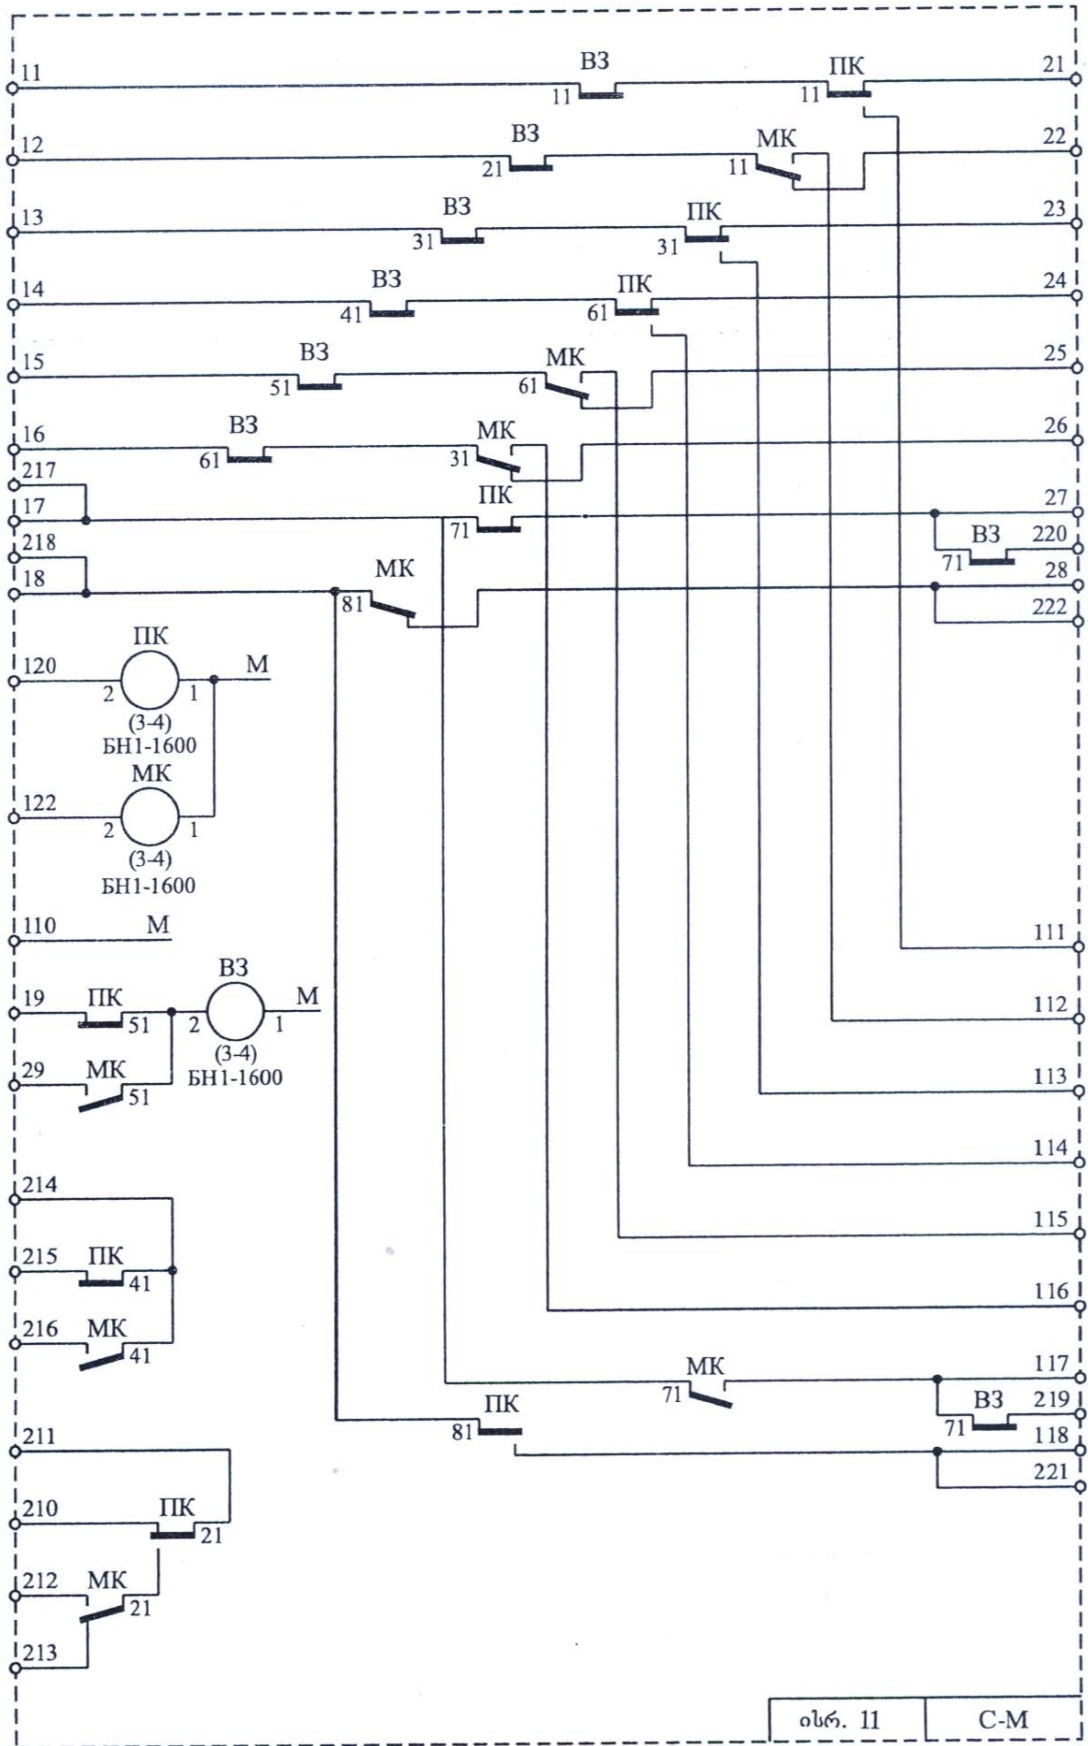 11 ВЗ 11 ПК 11 21
12 ВЗ 21 МК 11 22
13 ВЗ 31 ПК 31 23
14 ВЗ 41 ПК 61 24
15 ВЗ 51 МК 61 25
16 ВЗ 61 МК 31 26
217
17 ПК 71 27
ВЗ 71 220
218
18 МК 81 28
222
ПК
120 2 1 М
(3-4)
БН1-1600
МК
122 2 1
(3-4)
БН1-1600
110 М
111
ВЗ
19 ПК 51 2 1 М
112
(3-4)
БН1-1600
29 МК 51
113
114
214
115
215 ПК 41
116
216 МК 41
МК 71 117
ВЗ 71 219
ПК 81 118
211
221
210 ПК 21
212 МК 21
213
ისრ. 11 С-М